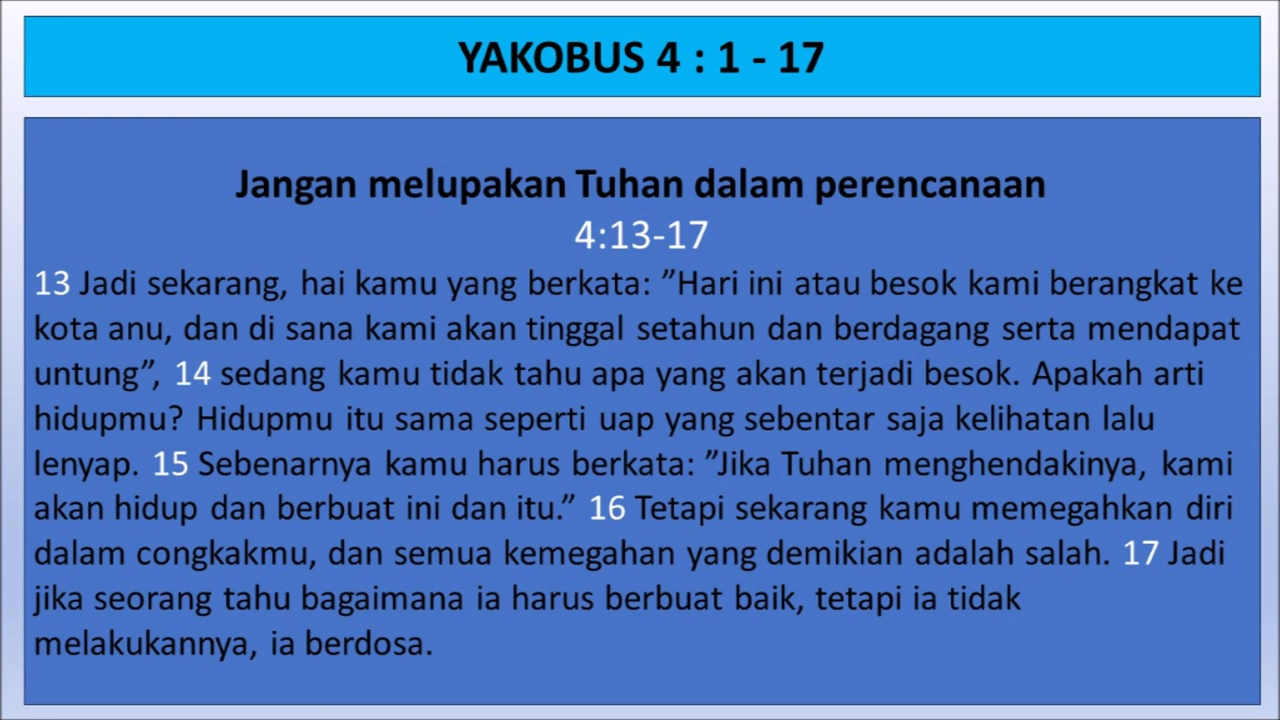 YAKOBUS 4 : 1 - 17
Jangan melupakan Tuhan dalam perencanaan
4:13-17
13 Jadi sekarang, hai kamu yang berkata: ”Hari ini atau besok kami berangkat ke
kota anu, dan di sana kami akan tinggal setahun dan berdagang serta mendapat
untung”, 14 sedang kamu tidak tahu apa yang akan terjadi besok. Apakah arti
hidupmu? Hidupmu itu sama seperti uap yang sebentar saja kelihatan lalu
lenyap. 15 Sebenarnya kamu harus berkata: ”Jika Tuhan menghendakinya, kami
akan hidup dan berbuat ini dan itu.” 16 Tetapi sekarang kamu memegahkan diri
dalam congkakmu, dan semua kemegahan yang demikian adalah salah. 17 Jadi
jika seorang tahu bagaimana ia harus berbuat baik, tetapi ia tidak
melakukannya, ia berdosa.